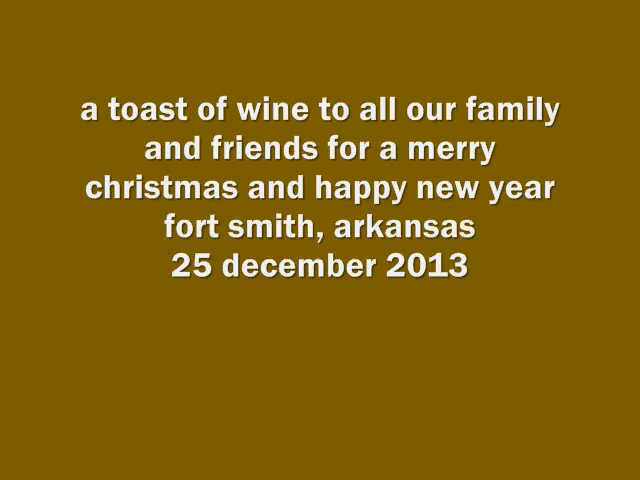 a toast of wine to all our family
and friends for a merry
christmas and happy new year
fort smith, arkansas
25 december 2013